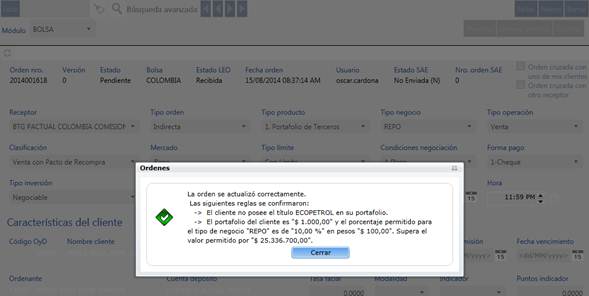 Búsqueda avanzada
Módulo BOLSA
Orden nro. Versión Estado Bolsa Estado LEO Fecha orden Usuario Estado SAE Nro. orden SAE
2014001618 0 Pendiente COLOMBIA Recibida 15/08/2014 08:37:14 AM oscar.cardona No Enviada (N) 0
Orden cruzada con
uno de mis clientes
Orden cruzada con
otro receptor
Receptor Tipo orden Tipo producto Tipo negocio Tipo operación
BTG PACTUAL COLOMBIA COMISION Indirecta 1. Portafolio de Terceros REPO Venta
Clasificación Mercado Tipo límite Condiciones negociación Forma pago
Venta con Pacto de Recompra 1-Cheque
Tipo inversión Hora
Negociable 11:59 PM
Ordenes
La orden se actualizó correctamente.
Las siguientes reglas se confirmaron:
-> El cliente no posee el título ECOPETROL en su portafolio.
-> El portafolio del cliente es "$ 1.000,00" y el porcentaje permitido para
el tipo de negocio "REPO" es de "10,00 %" en pesos "$ 100,00". Supera el
valor permitido por "$ 25.336.700,00".
Cerrar
Características del cliente
Código OyD Nombre cliente Fecha vencimiento
Ordenante Cuenta depósito Tasa facial Modalidad Indicador Puntos indicador
0.0000 0.0000